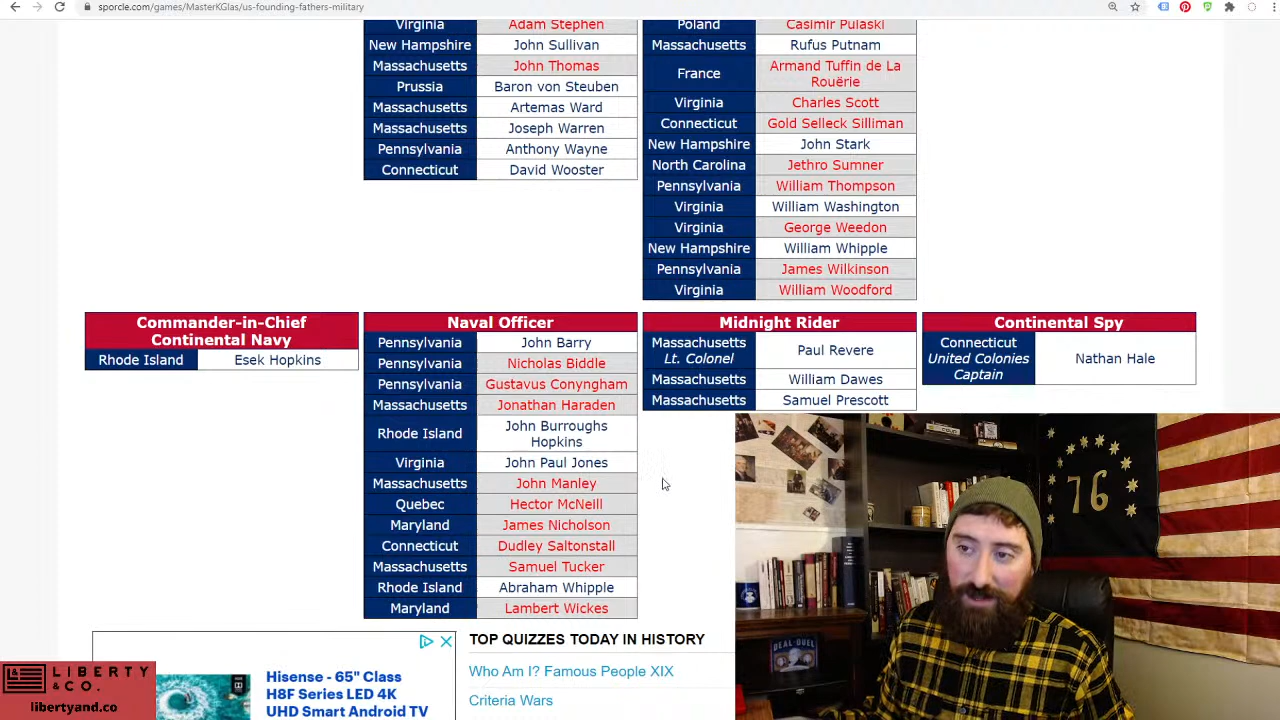 sporcle.com/games/MasterKGlas/us-founding-fathers-military
Virginia Adam Stephen
New Hampshire John Sullivan
Massachusetts John Thomas
Prussia Baron von Steuben
Massachusetts Artemas Ward
Massachusetts Joseph Warren
Pennsylvania Anthony Wayne
Connecticut David Wooster
Poland Casimir Pulaski
Massachusetts Rufus Putnam
France Armand Tuffin de La
Rouërie
Virginia Charles Scott
Connecticut Gold Selleck Silliman
New Hampshire John Stark
North Carolina Jethro Sumner
Pennsylvania William Thompson
Virginia William Washington
Virginia George Weedon
New Hampshire William Whipple
Pennsylvania James Wilkinson
Virginia William Woodford
Commander-in-Chief
Continental Navy
Rhode Island Esek Hopkins
Naval Officer
Pennsylvania John Barry
Pennsylvania Nicholas Biddle
Pennsylvania Gustavus Conyngham
Massachusetts Jonathan Haraden
Rhode Island John Burroughs
Hopkins
Virginia John Paul Jones
Massachusetts John Manley
Quebec Hector McNeill
Maryland James Nicholson
Connecticut Dudley Saltonstall
Massachusetts Samuel Tucker
Rhode Island Abraham Whipple
Maryland Lambert Wickes
Midnight Rider
Massachusetts
Lt. Colonel Paul Revere
Massachusetts William Dawes
Massachusetts Samuel Prescott
Continental Spy
Connecticut
United Colonies
Captain Nathan Hale
Hisense - 65" Class
H8F Series LED 4K
UHD Smart Android TV
TOP QUIZZES TODAY IN HISTORY
Who Am I? Famous People XIX
Criteria Wars
LIBERTY
& CO.
libertyand.co
76
DEAL-DUEL